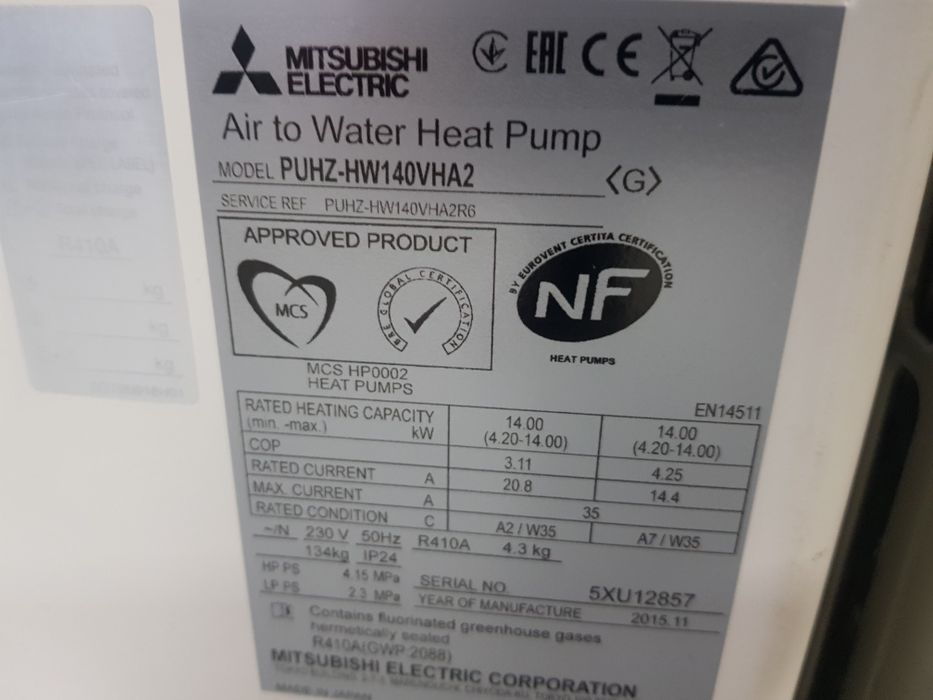 MITSUBISHI
ELECTRIC
EAC CE
Air to Water Heat Pump
MODEL PUHZ-HW140VHA2 〈G〉
SERVICE REF PUHZ-HW140VHA2R6
APPROVED PRODUCT
MCS
BRE GLOBAL CERTIFICATION
MCS HP0002
HEAT PUMPS
BY EUROVENT CERTITA CERTIFICATION
NF
HEAT PUMPS
EN14511
RATED HEATING CAPACITY 14.00 14.00
(min. -max.) kW (4.20-14.00) (4.20-14.00)
COP 3.11 4.25
RATED CURRENT A 20.8 14.4
MAX. CURRENT A 35
RATED CONDITION C A2 / W35 A7 / W35
~/N 230 V 50Hz R410A 4.3 kg
134kg IP24
HP PS 4.15 MPa
LP PS 2.3 MPa
SERIAL NO. 5XU12857
YEAR OF MANUFACTURE 2015.11
Contains fluorinated greenhouse gases
hermetically sealed
R410A(GWP:2088)
MITSUBISHI ELECTRIC CORPORATION
MADE IN JAPAN
R410A
kg
kg
kg